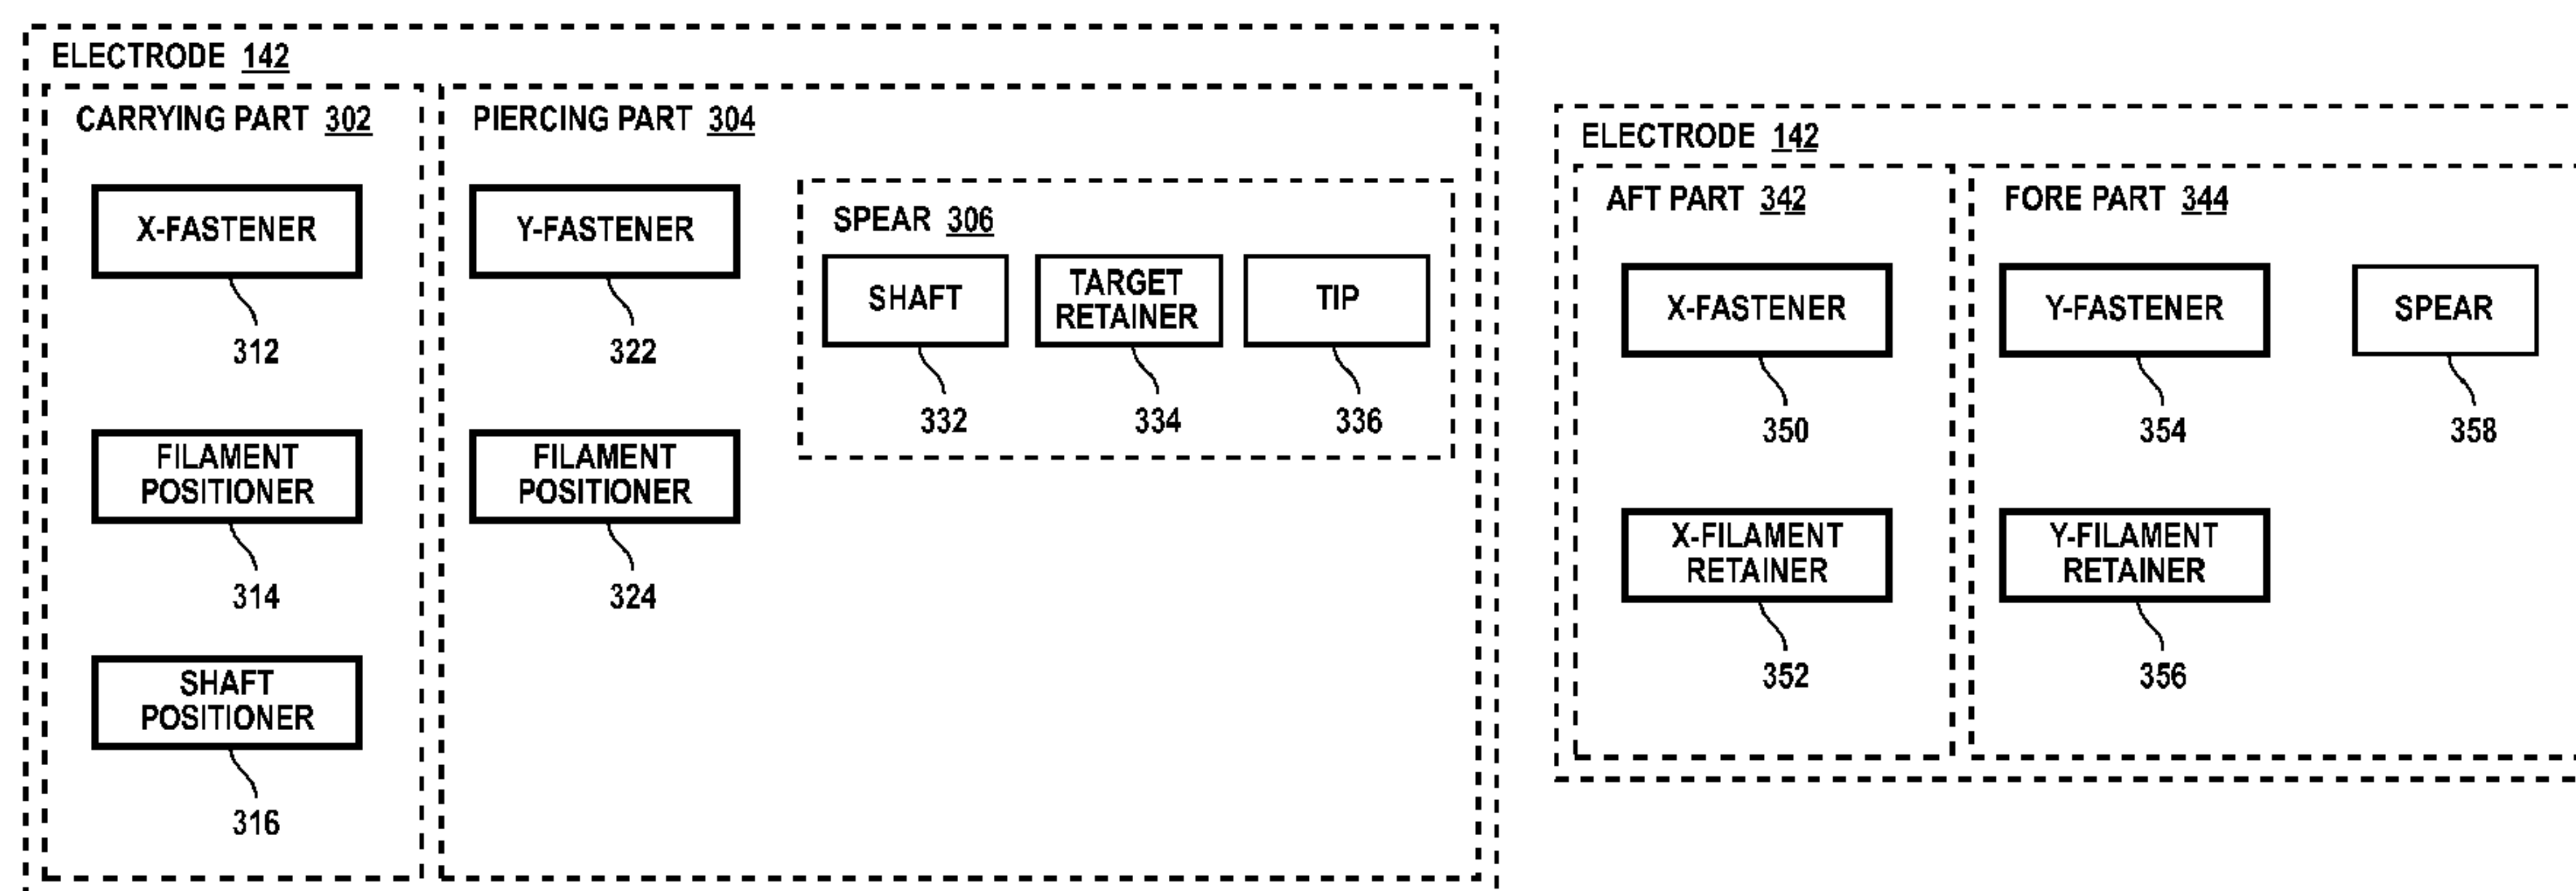 ELECTRODE 142
CARRYING PART 302
X-FASTENER
312
FILAMENT
POSITIONER
314
SHAFT
POSITIONER
316
PIERCING PART 304
Y-FASTENER
322
FILAMENT
POSITIONER
324
SPEAR 306
SHAFT
332
TARGET
RETAINER
334
TIP
336
ELECTRODE 142
AFT PART 342
X-FASTENER
350
X-FILAMENT
RETAINER
352
FORE PART 344
Y-FASTENER
354
Y-FILAMENT
RETAINER
356
SPEAR
358